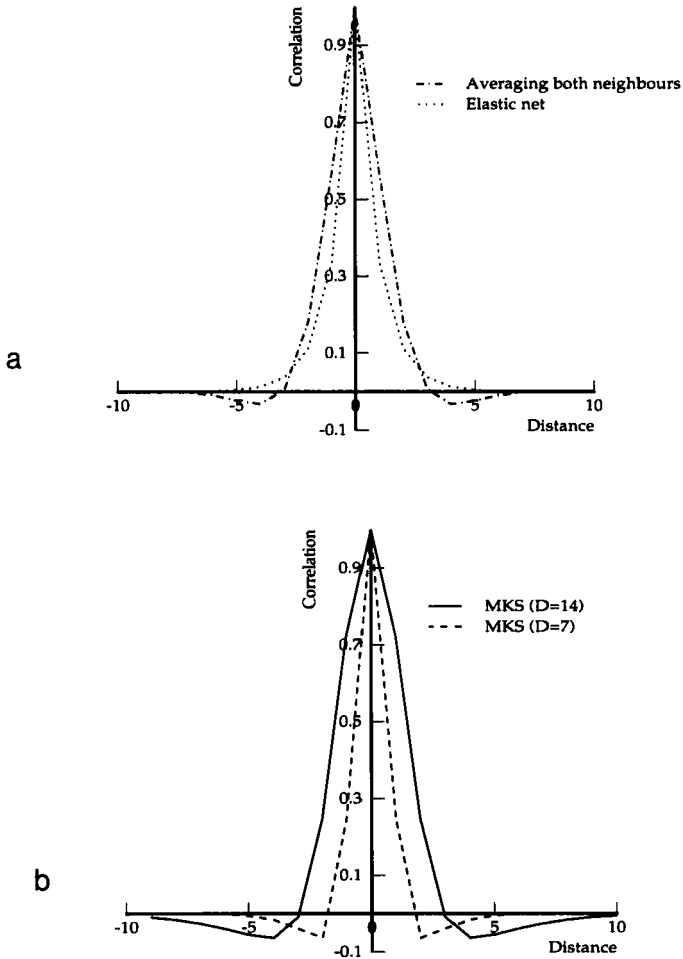 Correlation
0.9
Averaging both neighbours
Elastic net
0.7
0.5
0.3
0.1
a
-10
-5
0
5
10
Distance
-0.1
Correlation
0.9
MKS (D=14)
MKS (D=7)
0.7
0.5
0.3
0.1
b
-10
-5
0
5
10
Distance
-0.1